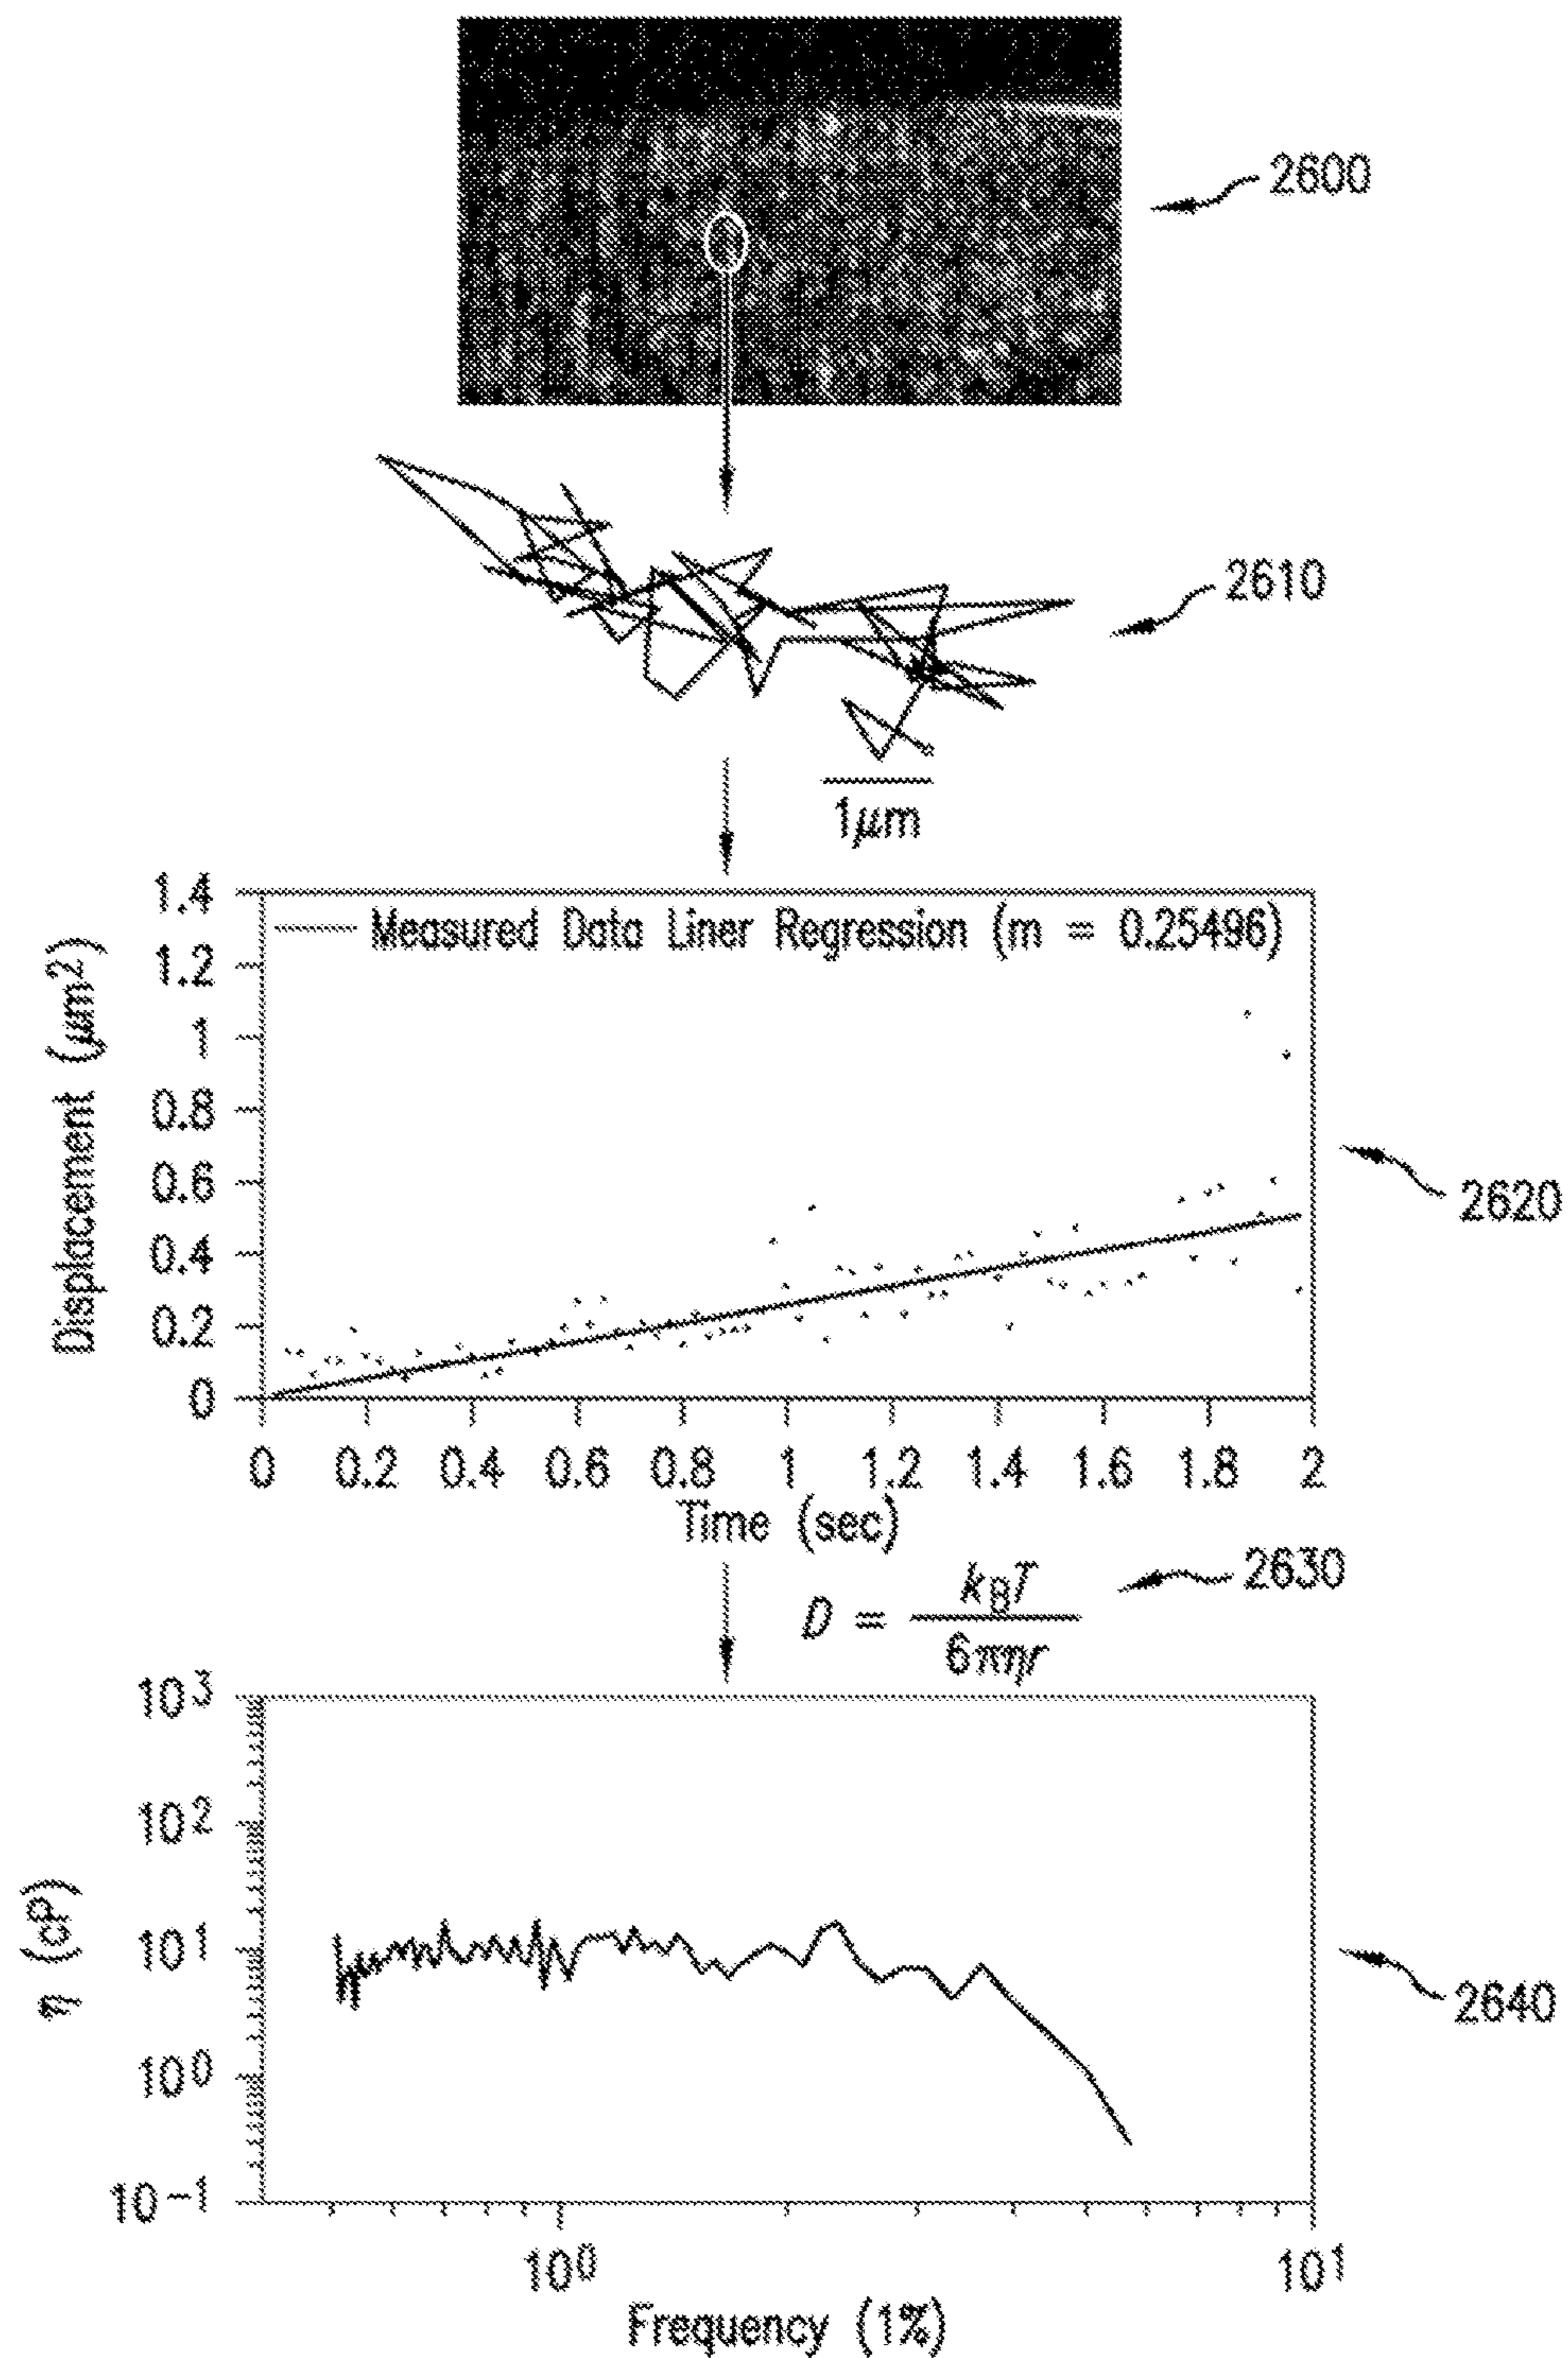 2600
2610
1μm
Displacement (μm²)
1.4
1.2
1
0.8
0.6
0.4
0.2
0
Measured Data Liner Regression (m = 0.25496)
2620
0 0.2 0.4 0.6 0.8 1 1.2 1.4 1.6 1.8 2
Time (sec)
2630
D = k_BT / 6πηr
η (cP)
10³
10²
10¹
10⁰
10⁻¹
2640
10⁰ 10¹
Frequency (1%)